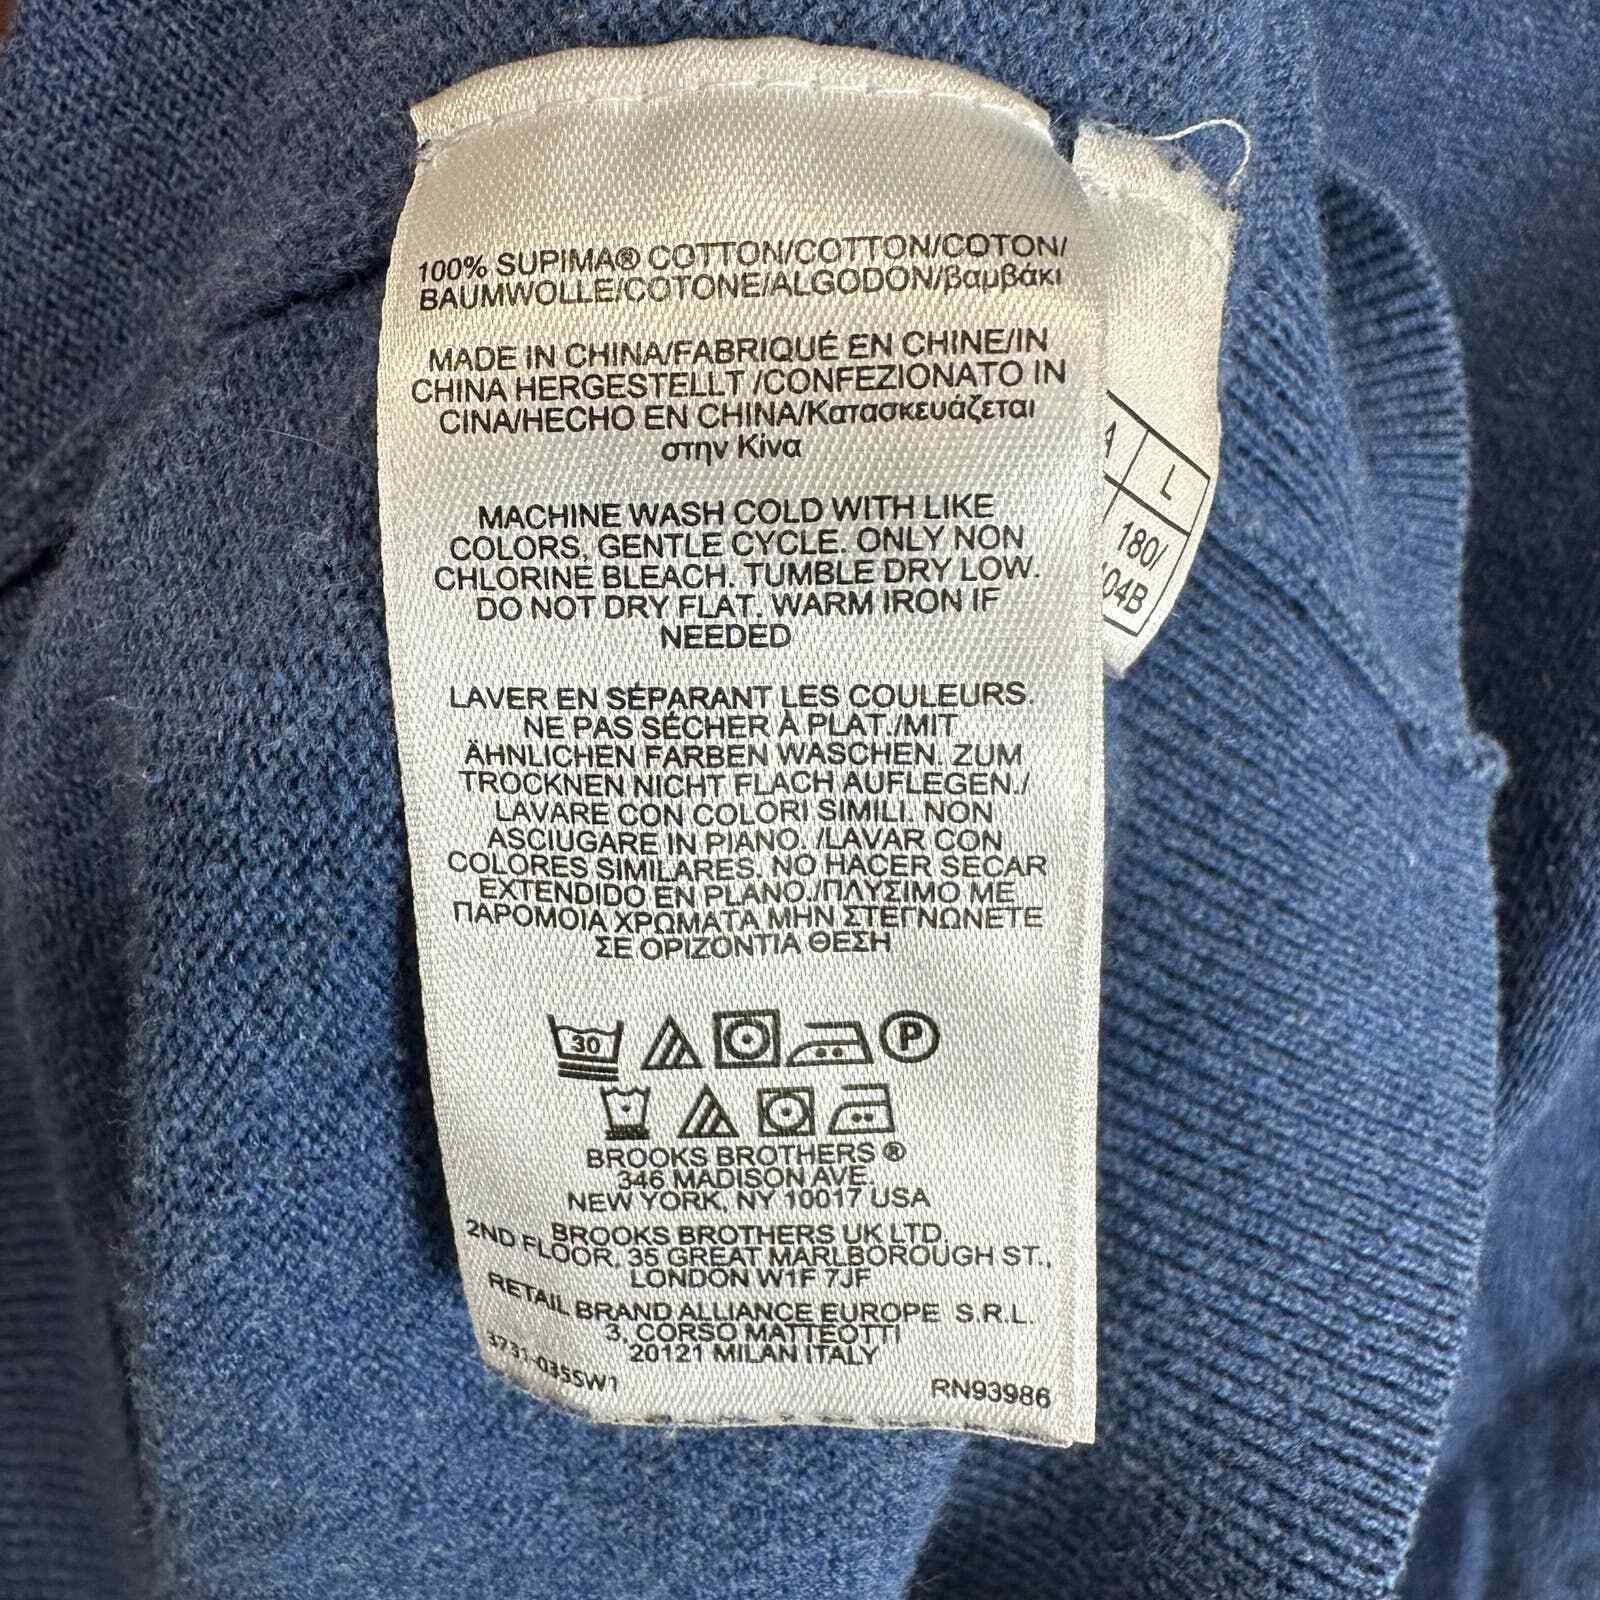 100% SUPIMA® COTTON/COTTON/COTON/
BAUMWOLLE/COTONE/ALGODON/βαμβάκι
MADE IN CHINA/FABRIQUÉ EN CHINE/IN
CHINA HERGESTELLT /CONFEZIONATO IN
CINA/HECHO EN CHINA/Κατασκευάζεται
στην Κίνα
MACHINE WASH COLD WITH LIKE
COLORS, GENTLE CYCLE. ONLY NON
CHLORINE BLEACH. TUMBLE DRY LOW.
DO NOT DRY FLAT. WARM IRON IF
NEEDED
LAVER EN SÉPARANT LES COULEURS.
NE PAS SÉCHER À PLAT./MIT
ÄHNLICHEN FARBEN WASCHEN. ZUM
TROCKNEN NICHT FLACH AUFLEGEN./
LAVARE CON COLORI SIMILI. NON
ASCIUGARE IN PIANO. /LAVAR CON
COLORES SIMILARES. NO HACER SECAR
EXTENDIDO EN PLANO./ΠΛΥΣΙΜΟ ΜΕ
ΠΑΡΟΜΟΙΑ ΧΡΩΜΑΤΑ ΜΗΝ ΣΤΕΓΝΩΝΕΤΕ
ΣΕ ΟΡΙΖΟΝΤΙΑ ΘΕΣΗ
30 P
BROOKS BROTHERS ®
346 MADISON AVE.
NEW YORK, NY 10017 USA
BROOKS BROTHERS UK LTD.
2ND FLOOR, 35 GREAT MARLBOROUGH ST.,
LONDON W1F 7JF
RETAIL BRAND ALLIANCE EUROPE S.R.L.
3, CORSO MATTEOTTI
20121 MILAN ITALY
3731-035SW1 RN93986
L
180/
04B